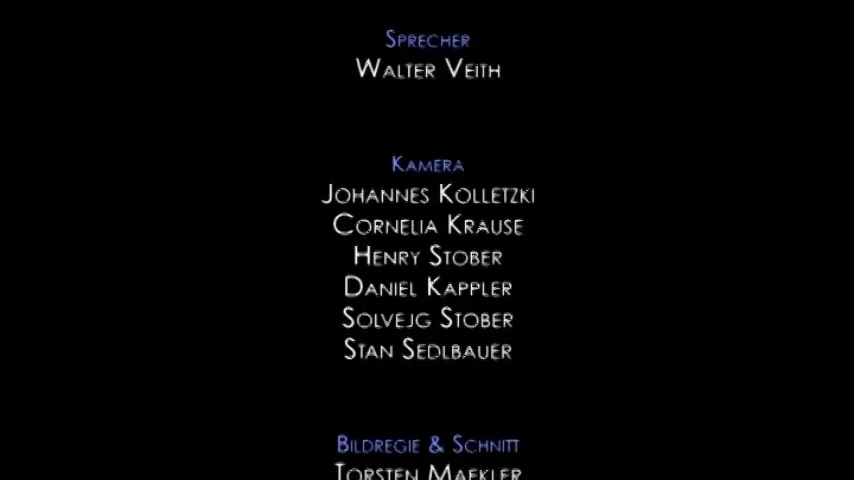 Sprecher
Walter Veith
Kamera
Johannes Kolletzki
Cornelia Krause
Henry Stober
Daniel Kappler
Solvejg Stober
Stan Sedlbauer
Bildregie & Schnitt
Torsten Maekler